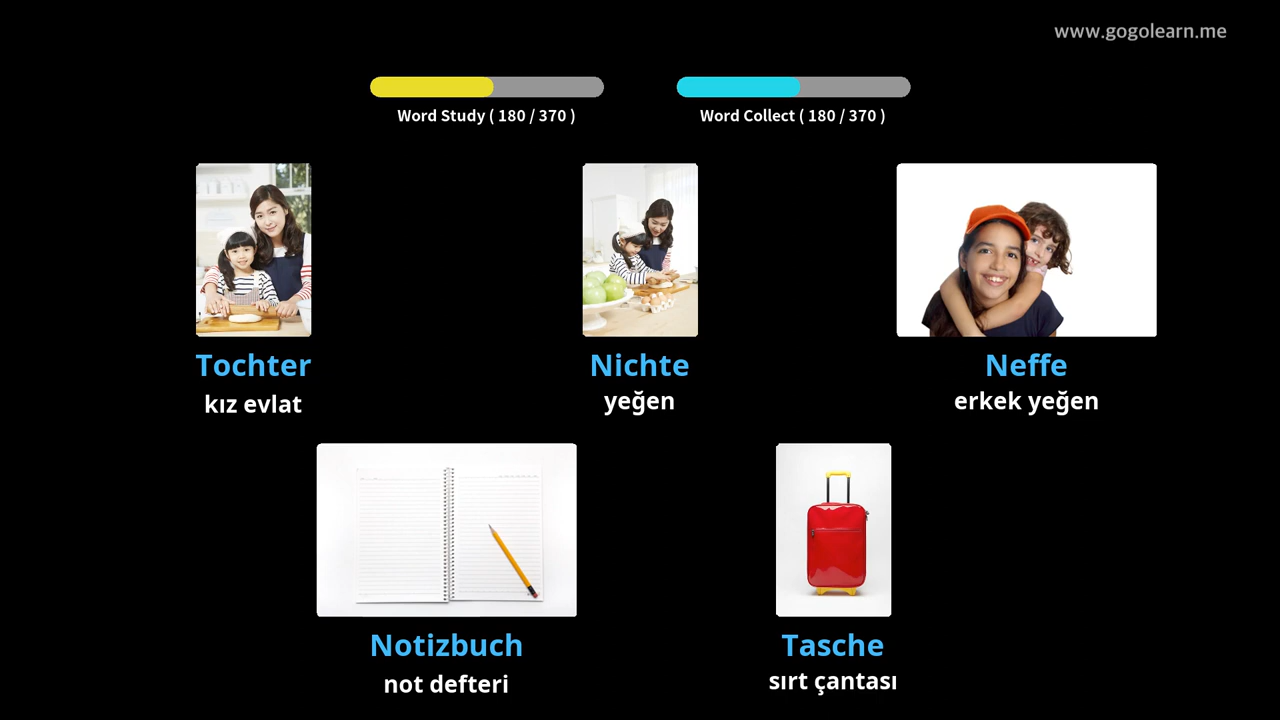 www.gogolearn.me
Word Study ( 180 / 370 )
Word Collect ( 180 / 370 )
Tochter
kız evlat
Nichte
yeğen
Neffe
erkek yeğen
Notizbuch
not defteri
Tasche
sırt çantası